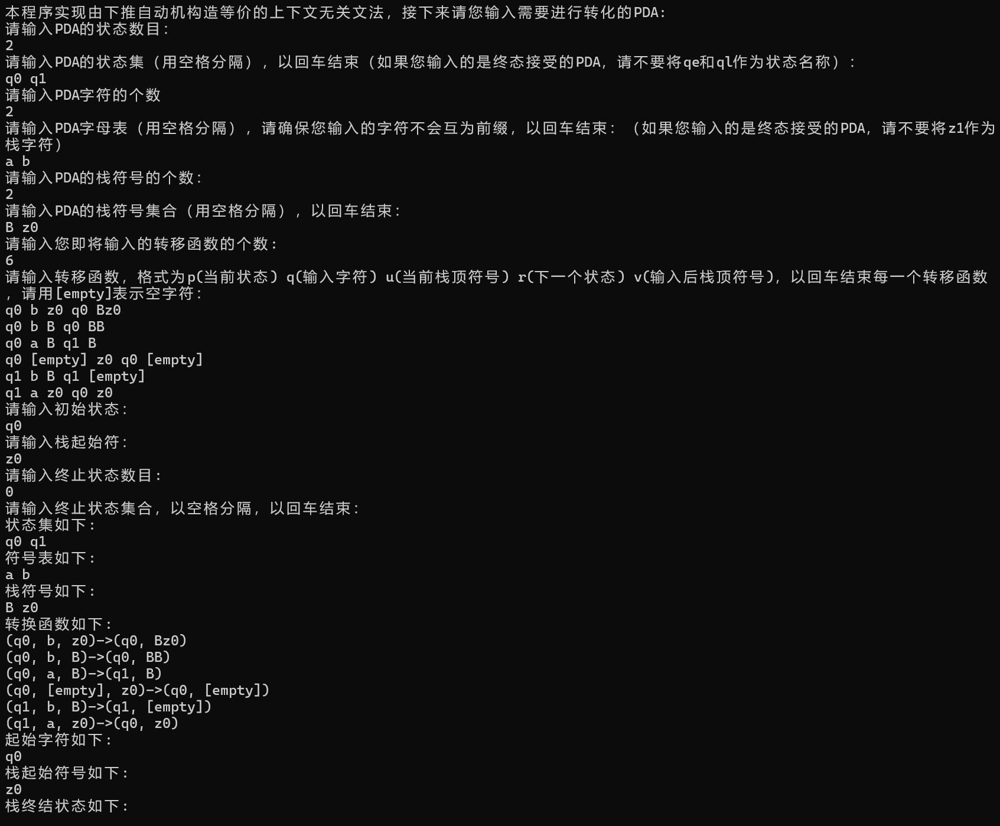 本程序实现由下推自动机构造等价的上下文无关文法，接下来请您输入需要进行转化的PDA：
请输入PDA的状态数目：
2
请输入PDA的状态集（用空格分隔），以回车结束（如果您输入的是终态接受的PDA，请不要将qe和ql作为状态名称）：
q0 q1
请输入PDA字符的个数
2
请输入PDA字母表（用空格分隔），请确保您输入的字符不会互为前缀，以回车结束：（如果您输入的是终态接受的PDA，请不要将z1作为
栈字符）
a b
请输入PDA的栈符号的个数：
2
请输入PDA的栈符号集合（用空格分隔），以回车结束：
B z0
请输入您即将输入的转移函数的个数：
6
请输入转移函数，格式为p(当前状态) q(输入字符) u(当前栈顶符号) r(下一个状态) v(输入后栈顶符号)，以回车结束每一个转移函数
，请用[empty]表示空字符：
q0 b z0 q0 Bz0
q0 b B q0 BB
q0 a B q1 B
q0 [empty] z0 q0 [empty]
q1 b B q1 [empty]
q1 a z0 q0 z0
请输入初始状态：
q0
请输入栈起始符：
z0
请输入终止状态数目：
0
请输入终止状态集合，以空格分隔，以回车结束：
状态集如下：
q0 q1
符号表如下：
a b
栈符号如下：
B z0
转换函数如下：
(q0, b, z0)->(q0, Bz0)
(q0, b, B)->(q0, BB)
(q0, a, B)->(q1, B)
(q0, [empty], z0)->(q0, [empty])
(q1, b, B)->(q1, [empty])
(q1, a, z0)->(q0, z0)
起始字符如下：
q0
栈起始符号如下：
z0
栈终结状态如下：